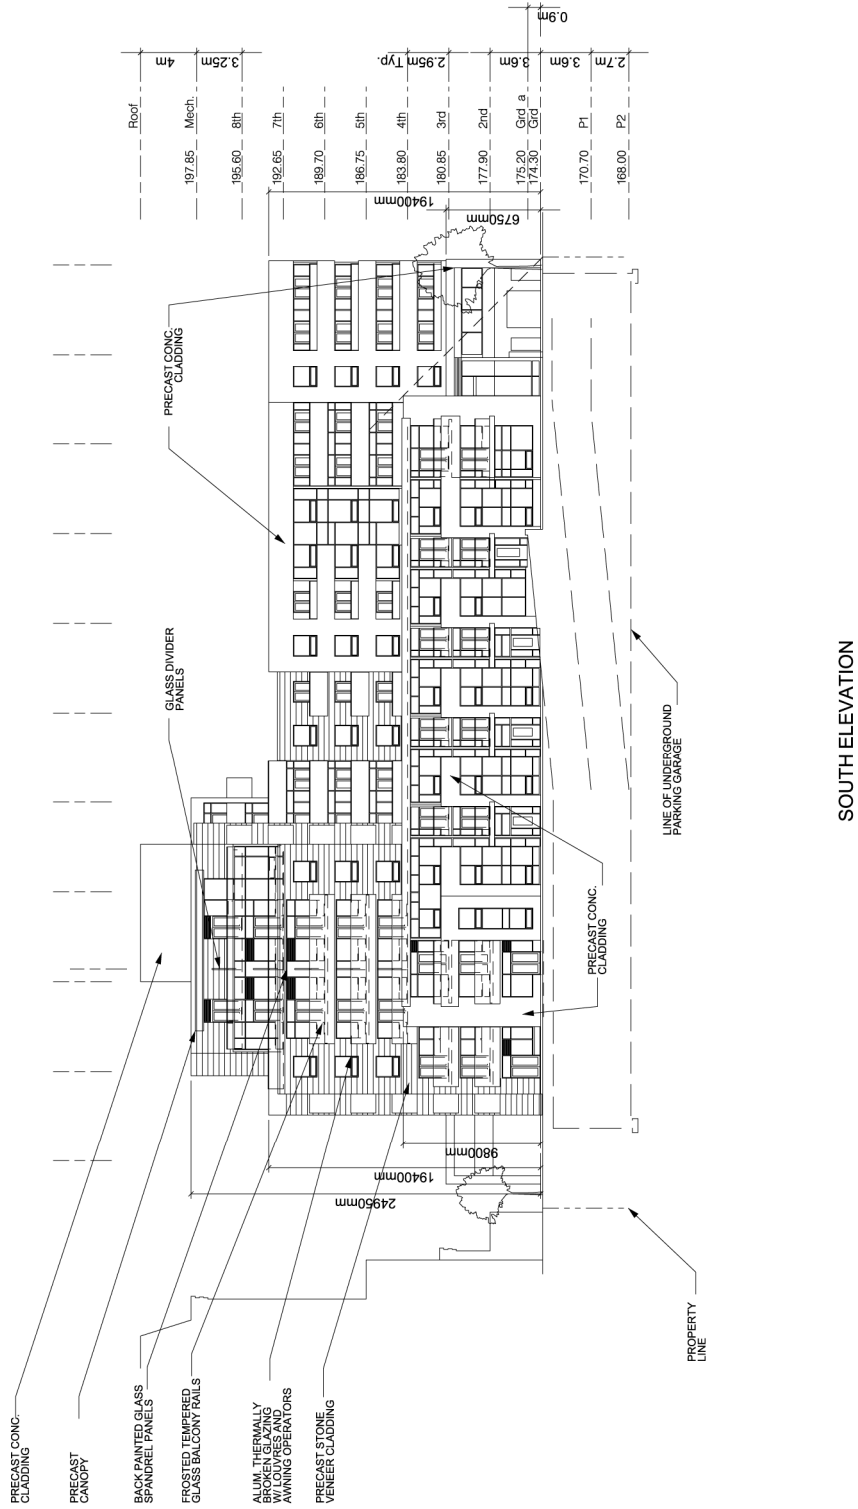 PRECAST CONC.
CLADDING
PRECAST
CANOPY
BACK PAINTED GLASS
SPANDREL PANELS
FROSTED TEMPERED
GLASS BALCONY RAILS
ALUM. THERMALLY
BROKEN GLAZING
W/ LOUVRES AND
AWNING OPERATORS
PRECAST STONE
VENEER CLADDING
PROPERTY
LINE
24950mm
19400mm
9800mm
GLASS DIVIDER
PANELS
PRECAST CONC.
CLADDING
PRECAST CONC.
CLADDING
LINE OF UNDERGROUND
PARKING GARAGE
19400mm
6750mm
Roof
197.85 Mech.
195.60 8th
192.65 7th
189.70 6th
186.75 5th
183.80 4th
180.85 3rd
177.90 2nd
175.20 Grd a
174.30 Grd
170.70 P1
168.00 P2
4m
3.25m
2.95m Typ.
3.6m
3.6m
2.7m
0.9m
SOUTH ELEVATION